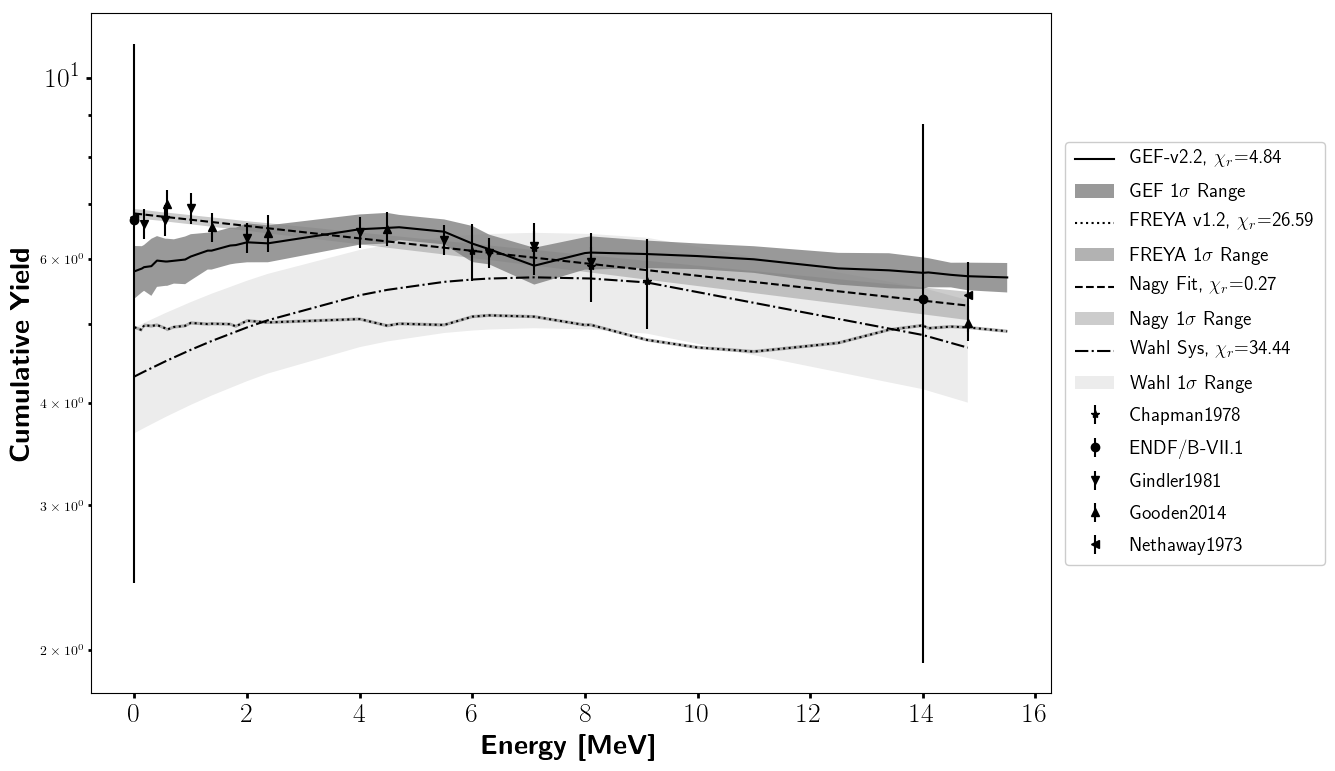 Cumulative Yield
10¹
6 × 10⁰
4 × 10⁰
3 × 10⁰
2 × 10⁰
0 2 4 6 8 10 12 14 16
Energy [MeV]
GEF-v2.2, χᵣ=4.84
GEF 1σ Range
FREYA v1.2, χᵣ=26.59
FREYA 1σ Range
Nagy Fit, χᵣ=0.27
Nagy 1σ Range
Wahl Sys, χᵣ=34.44
Wahl 1σ Range
Chapman1978
ENDF/B-VII.1
Gindler1981
Gooden2014
Nethaway1973